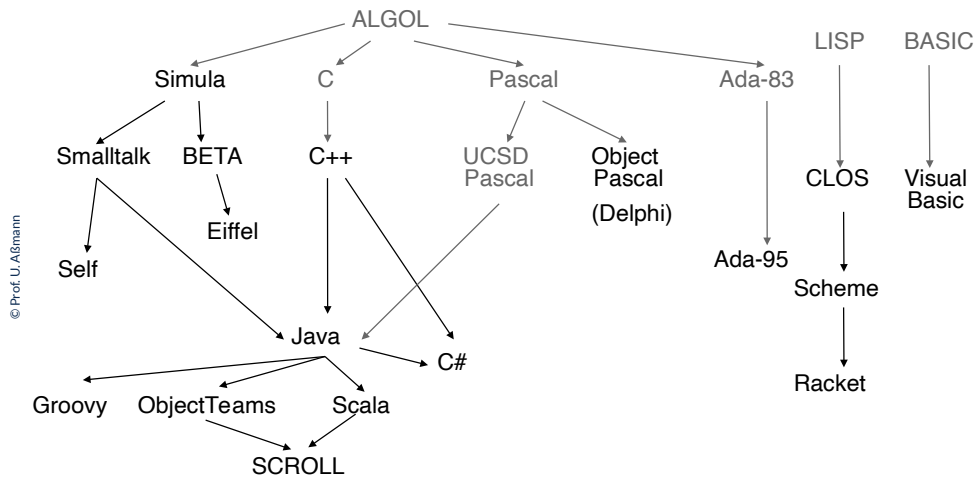 ALGOL
LISP
BASIC
Simula
C
Pascal
Ada-83
Smalltalk
BETA
C++
UCSD
Pascal
Object
Pascal
(Delphi)
CLOS
Visual
Basic
Eiffel
Self
Ada-95
Scheme
© Prof. U. Aßmann
Java
C#
Racket
Groovy
ObjectTeams
Scala
SCROLL